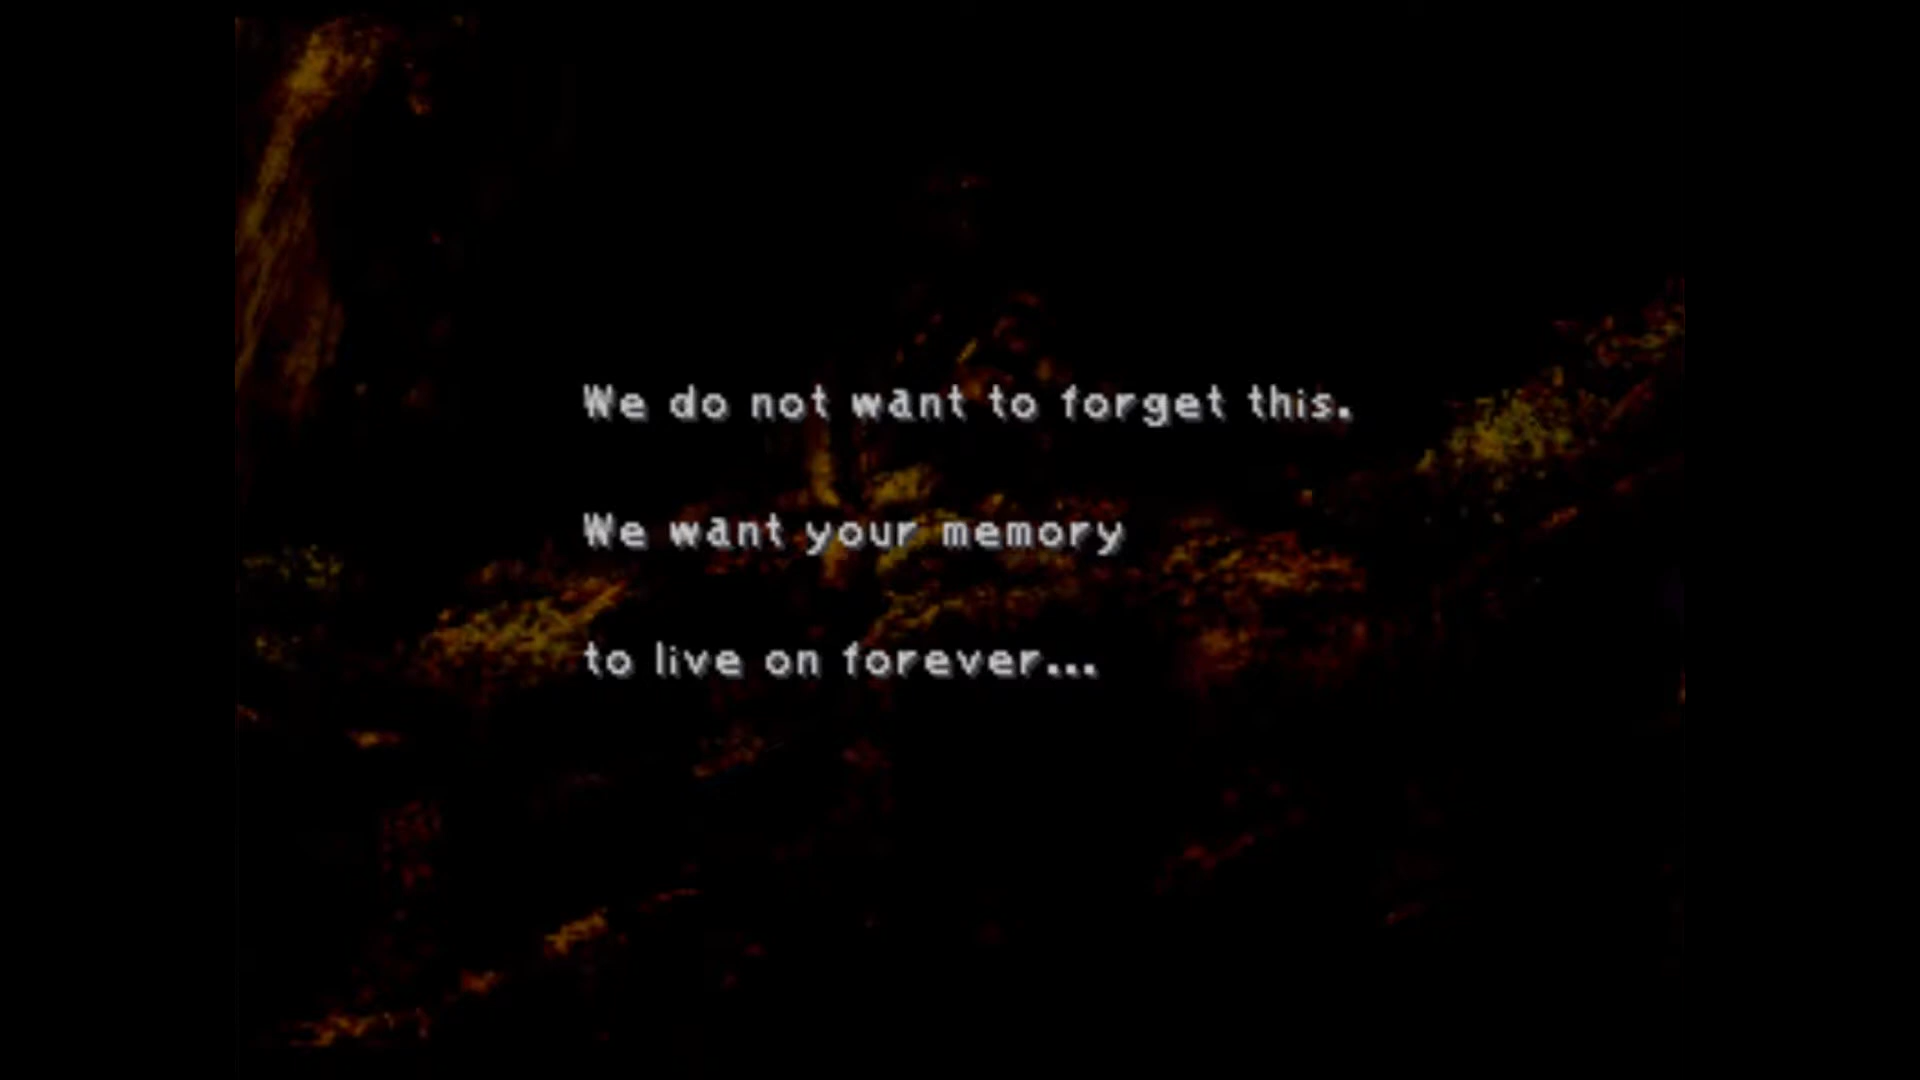 We do not want to forget this.
We want your memory
to live on forever...